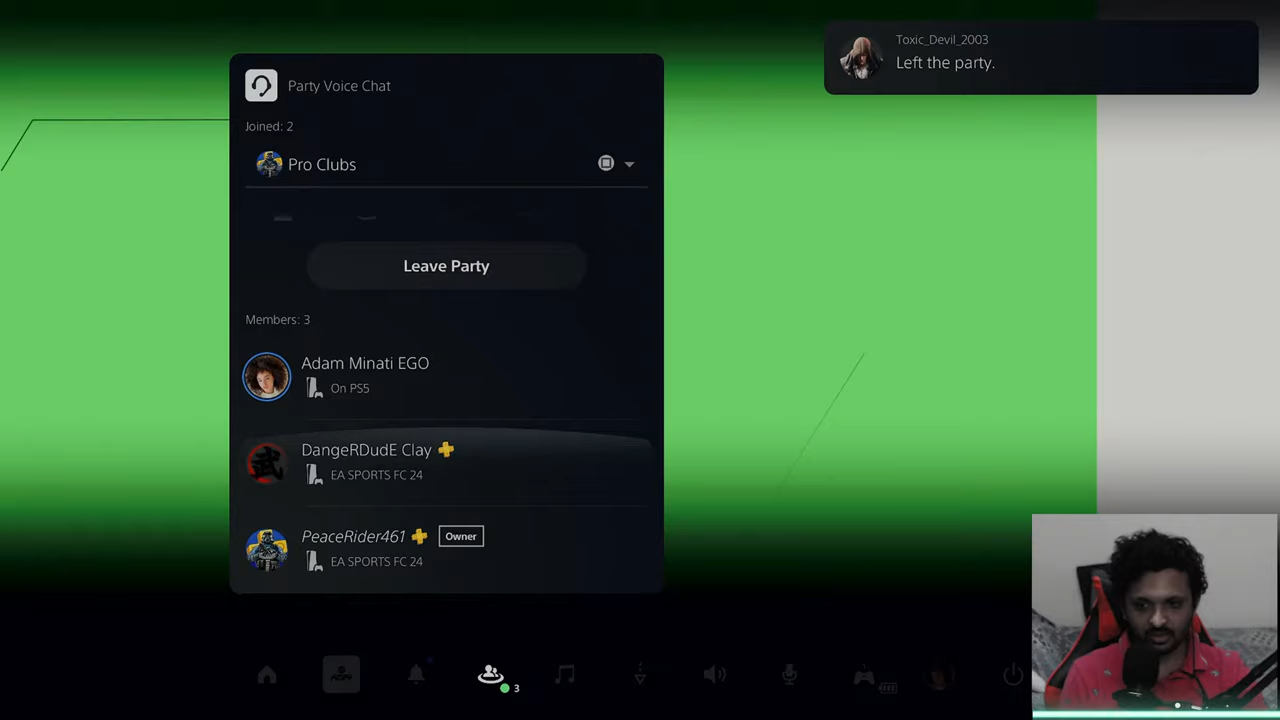 Toxic_Devil_2003
Left the party.
Party Voice Chat
Joined: 2
Pro Clubs
Leave Party
Members: 3
Adam Minati EGO
On PS5
DangeRDudE Clay
EA SPORTS FC 24
PeaceRider461 Owner
EA SPORTS FC 24
3